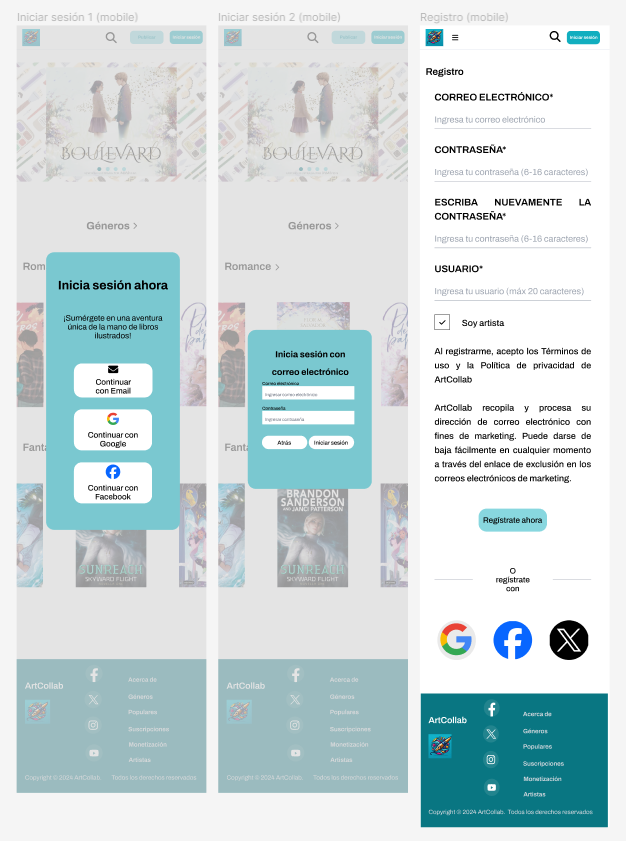 Iniciar sesión 1 (mobile)
Iniciar sesión
BOULEVARD
Géneros >
Rom
Inicia sesión ahora
¡Sumérgete en una aventura
única de la mano de libros
ilustrados!
Continuar
con Email
Continuar con
Google
Continuar con
Facebook
Fanta
SUNREACH
SKYWARD FLIGHT
ArtCollab
Acerca de
Géneros
Populares
Suscripciones
Monetización
Artistas
Copyright © 2024 ArtCollab.
Todos los derechos reservados
Iniciar sesión 2 (mobile)
BOULEVARD
Géneros >
Romance >
Inicia sesión con
correo electrónico
Correo electrónico
Ingresar correo electrónico
Contraseña
Ingresa contraseña
Atrás
Iniciar sesión
Fanta
BRANDON
SANDERSON
AND JANCI PATTERSON
SUNREACH
SKYWARD FLIGHT
ArtCollab
Acerca de
Géneros
Populares
Suscripciones
Monetización
Artistas
Copyright © 2024 ArtCollab.
Todos los derechos reservados
Registro (mobile)
Iniciar sesión
Registro
CORREO ELECTRÓNICO*
Ingresa tu correo electrónico
CONTRASEÑA*
Ingresa tu contraseña (6-16 caracteres)
ESCRIBA NUEVAMENTE LA
CONTRASEÑA*
Ingresa tu contraseña (6-16 caracteres)
USUARIO*
Ingresa tu usuario (máx 20 caracteres)
Soy artista
Al registrarme, acepto los Términos de
uso y la Política de privacidad de
ArtCollab
ArtCollab recopila y procesa su
dirección de correo electrónico con
fines de marketing. Puede darse de
baja fácilmente en cualquier momento
a través del enlace de exclusión en los
correos electrónicos de marketing.
Regístrate ahora
O
regístrate
con
ArtCollab
Acerca de
Géneros
Populares
Suscripciones
Monetización
Artistas
Copyright © 2024 ArtCollab.
Todos los derechos reservados